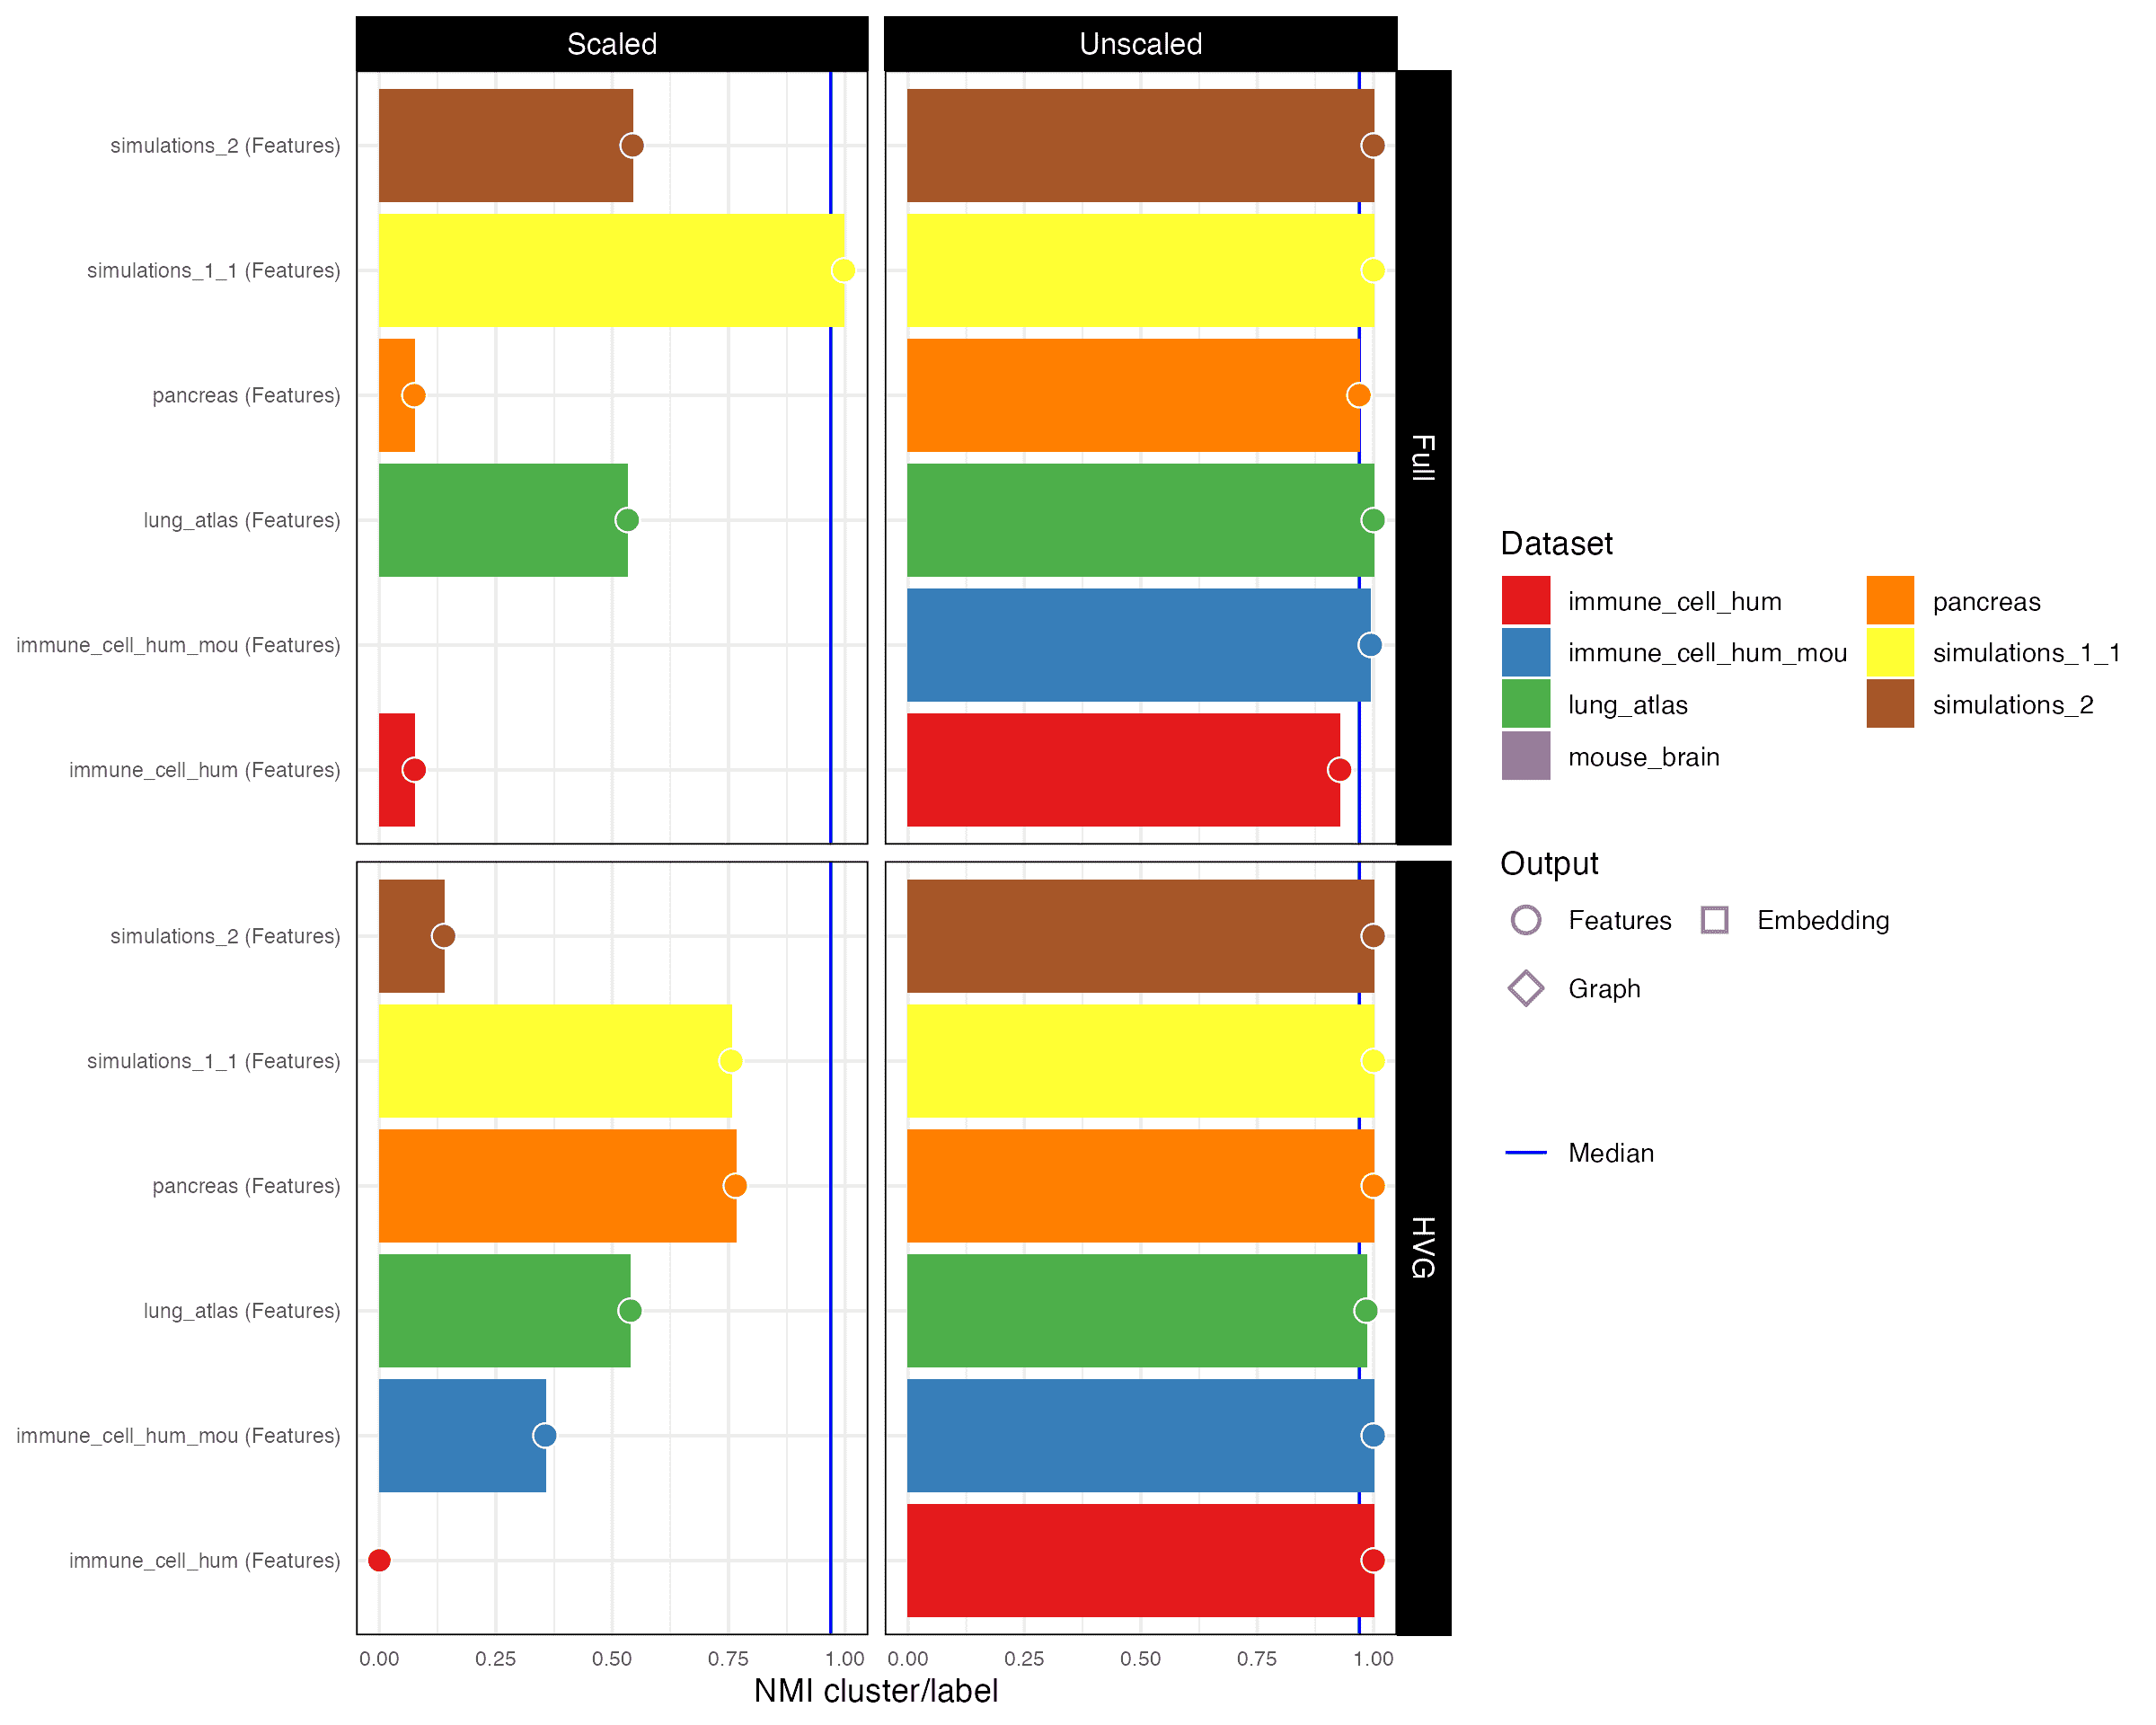 Scaled
Unscaled
simulations_2 (Features)
simulations_1_1 (Features)
pancreas (Features)
lung_atlas (Features)
immune_cell_hum_mou (Features)
immune_cell_hum (Features)
Full
simulations_2 (Features)
simulations_1_1 (Features)
pancreas (Features)
lung_atlas (Features)
immune_cell_hum_mou (Features)
immune_cell_hum (Features)
HVG
0.00 0.25 0.50 0.75 1.00 0.00 0.25 0.50 0.75 1.00
NMI cluster/label
Dataset
immune_cell_hum pancreas
immune_cell_hum_mou simulations_1_1
lung_atlas simulations_2
mouse_brain
Output
Features Embedding
Graph
Median